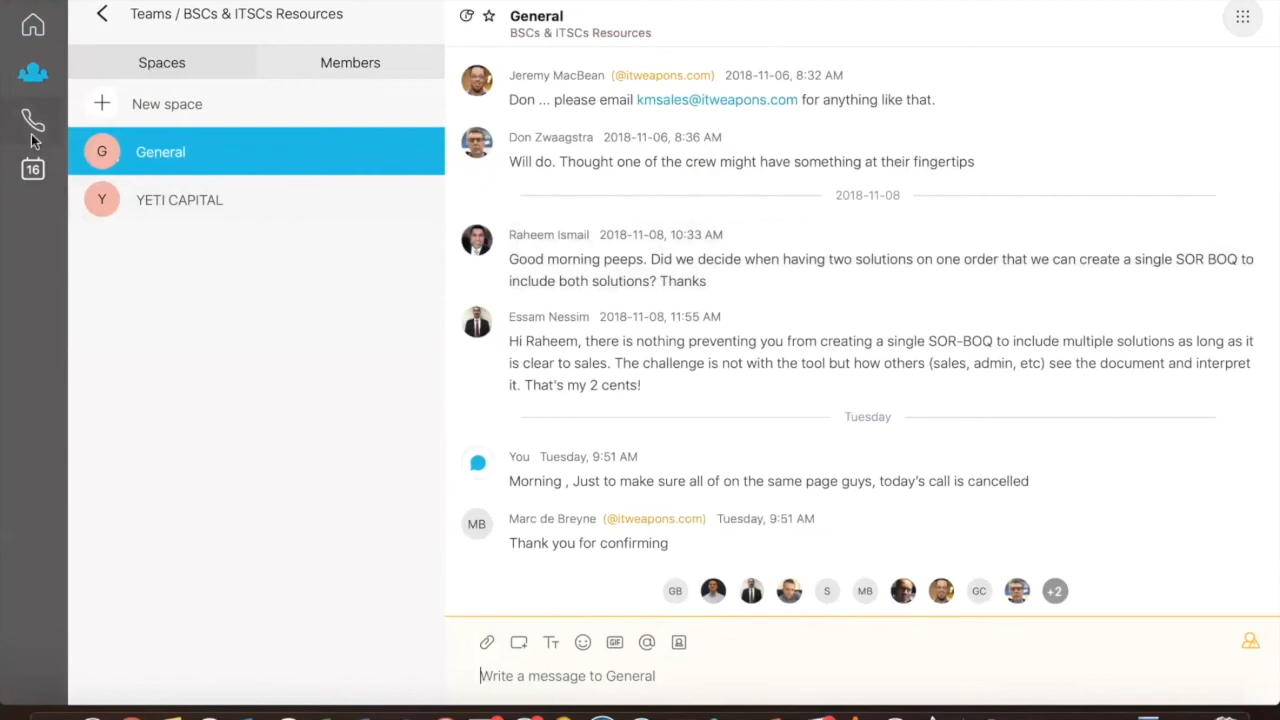 Teams / BSCs & ITSCs Resources
Spaces
Members
New space
G
General
Y
YETI CAPITAL
16
General
BSCs & ITSCs Resources
Jeremy MacBean (@itweapons.com) 2018-11-06, 8:32 AM
Don ... please email kmsales@itweapons.com for anything like that.
Don Zwaagstra 2018-11-06, 8:36 AM
Will do. Thought one of the crew might have something at their fingertips
2018-11-08
Raheem Ismail 2018-11-08, 10:33 AM
Good morning peeps. Did we decide when having two solutions on one order that we can create a single SOR BOQ to
include both solutions? Thanks
Essam Nessim 2018-11-08, 11:55 AM
Hi Raheem, there is nothing preventing you from creating a single SOR-BOQ to include multiple solutions as long as it
is clear to sales. The challenge is not with the tool but how others (sales, admin, etc) see the document and interpret
it. That's my 2 cents!
Tuesday
You Tuesday, 9:51 AM
Morning , Just to make sure all of on the same page guys, today's call is cancelled
MB
Marc de Breyne (@itweapons.com) Tuesday, 9:51 AM
Thank you for confirming
GB S MB GC +2
Tт GIF @
Write a message to General